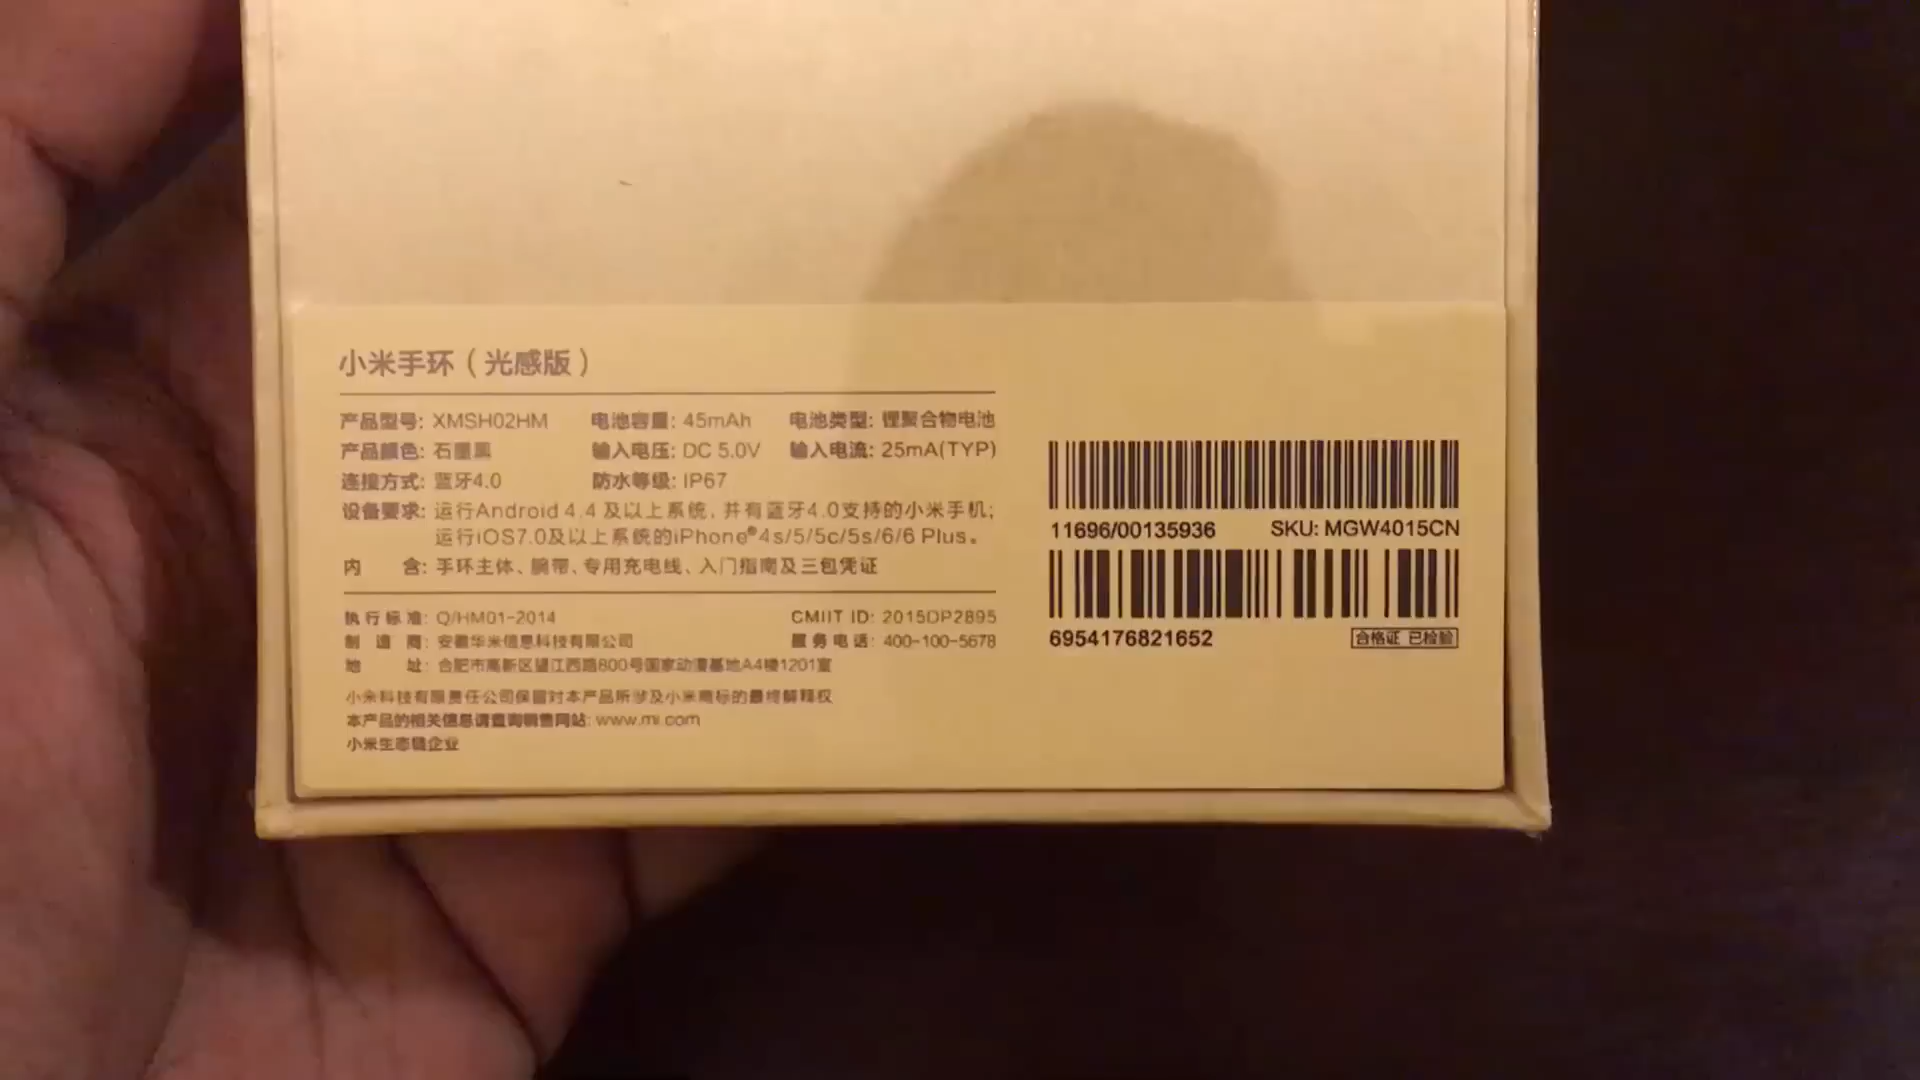 小米手环（光感版）
产品型号: XMSH02HM 电池容量: 45mAh 电池类型: 锂聚合物电池
产品颜色: 石墨黑 输入电压: DC 5.0V 输入电流: 25mA(TYP)
连接方式: 蓝牙4.0 防水等级: IP67
设备要求: 运行Android 4.4 及以上系统, 并有蓝牙4.0支持的小米手机;
运行iOS7.0及以上系统的iPhone®4s/5/5c/5s/6/6 Plus。
内 含: 手环主体、腕带、专用充电线、入门指南及三包凭证
执行标准: Q/HM01-2014 CMIIT ID: 2015DP2895
制 造 商: 安徽华米信息科技有限公司 服务电话: 400-100-5678
地 址: 合肥市高新区望江西路800号国家动漫基地A4楼1201室
小米科技有限责任公司保留对本产品所涉及小米商标的最终解释权
本产品的相关信息请查询销售网站: www.mi.com
小米生态链企业
11696/00135936 SKU: MGW4015CN
6954176821652 合格证 已检验